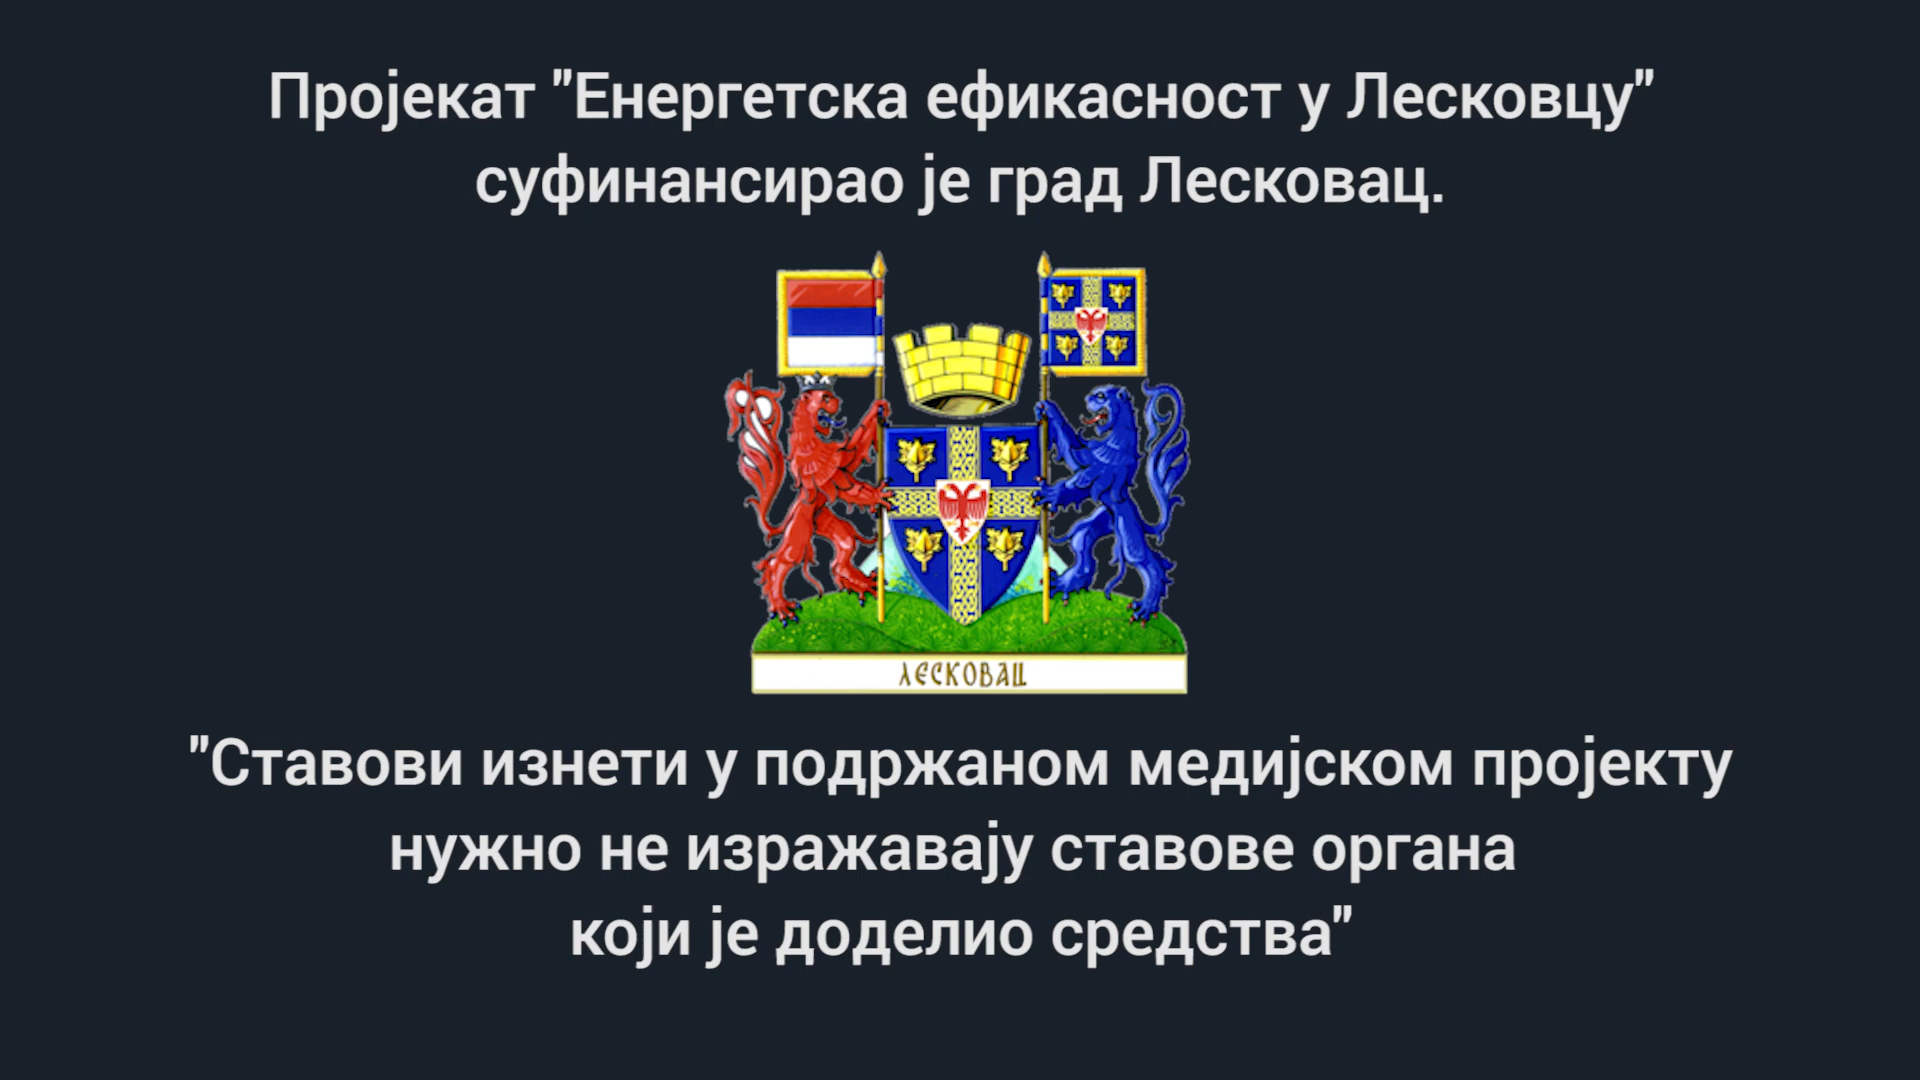 Пројекат "Енергетска ефикасност у Лесковцу"
суфинансирао је град Лесковац.
ЛЕСКОВАЦ
"Ставови изнети у подржаном медијском пројекту
нужно не изражавају ставове органа
који је доделио средства"